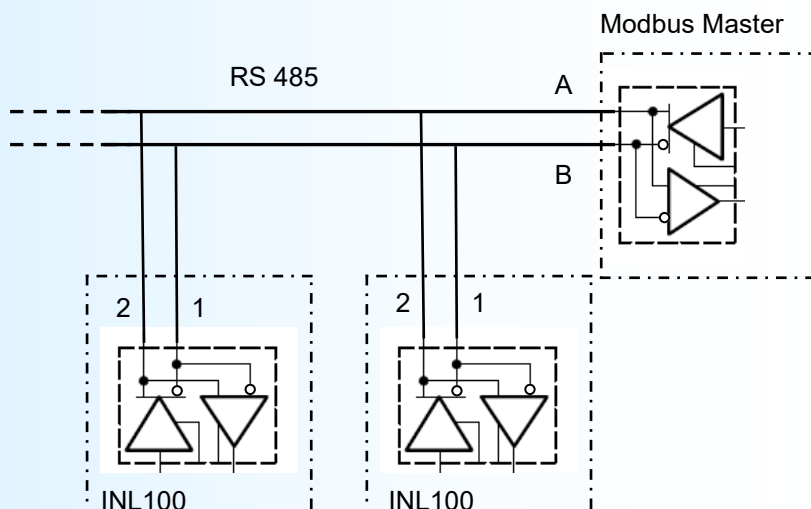 Modbus Master
RS 485
A
B
2 1
2 1
INL100
INL100